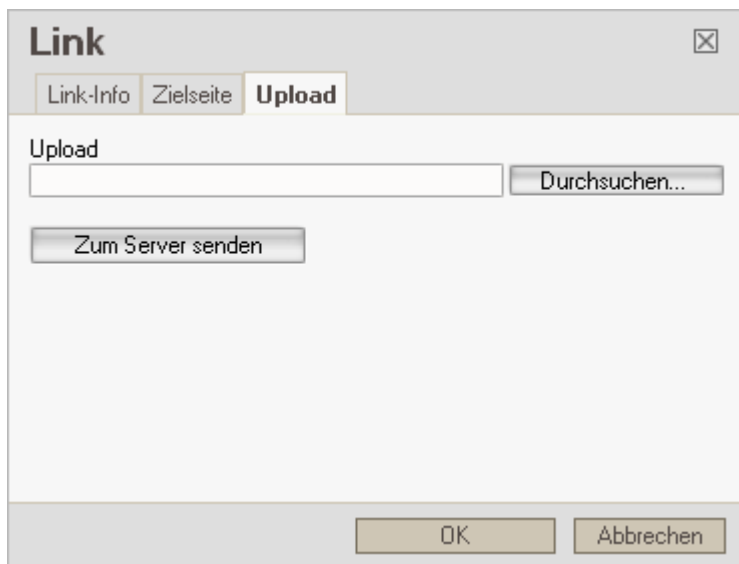 Link
Link-Info Zielseite Upload
Upload
Durchsuchen...
Zum Server senden
OK Abbrechen